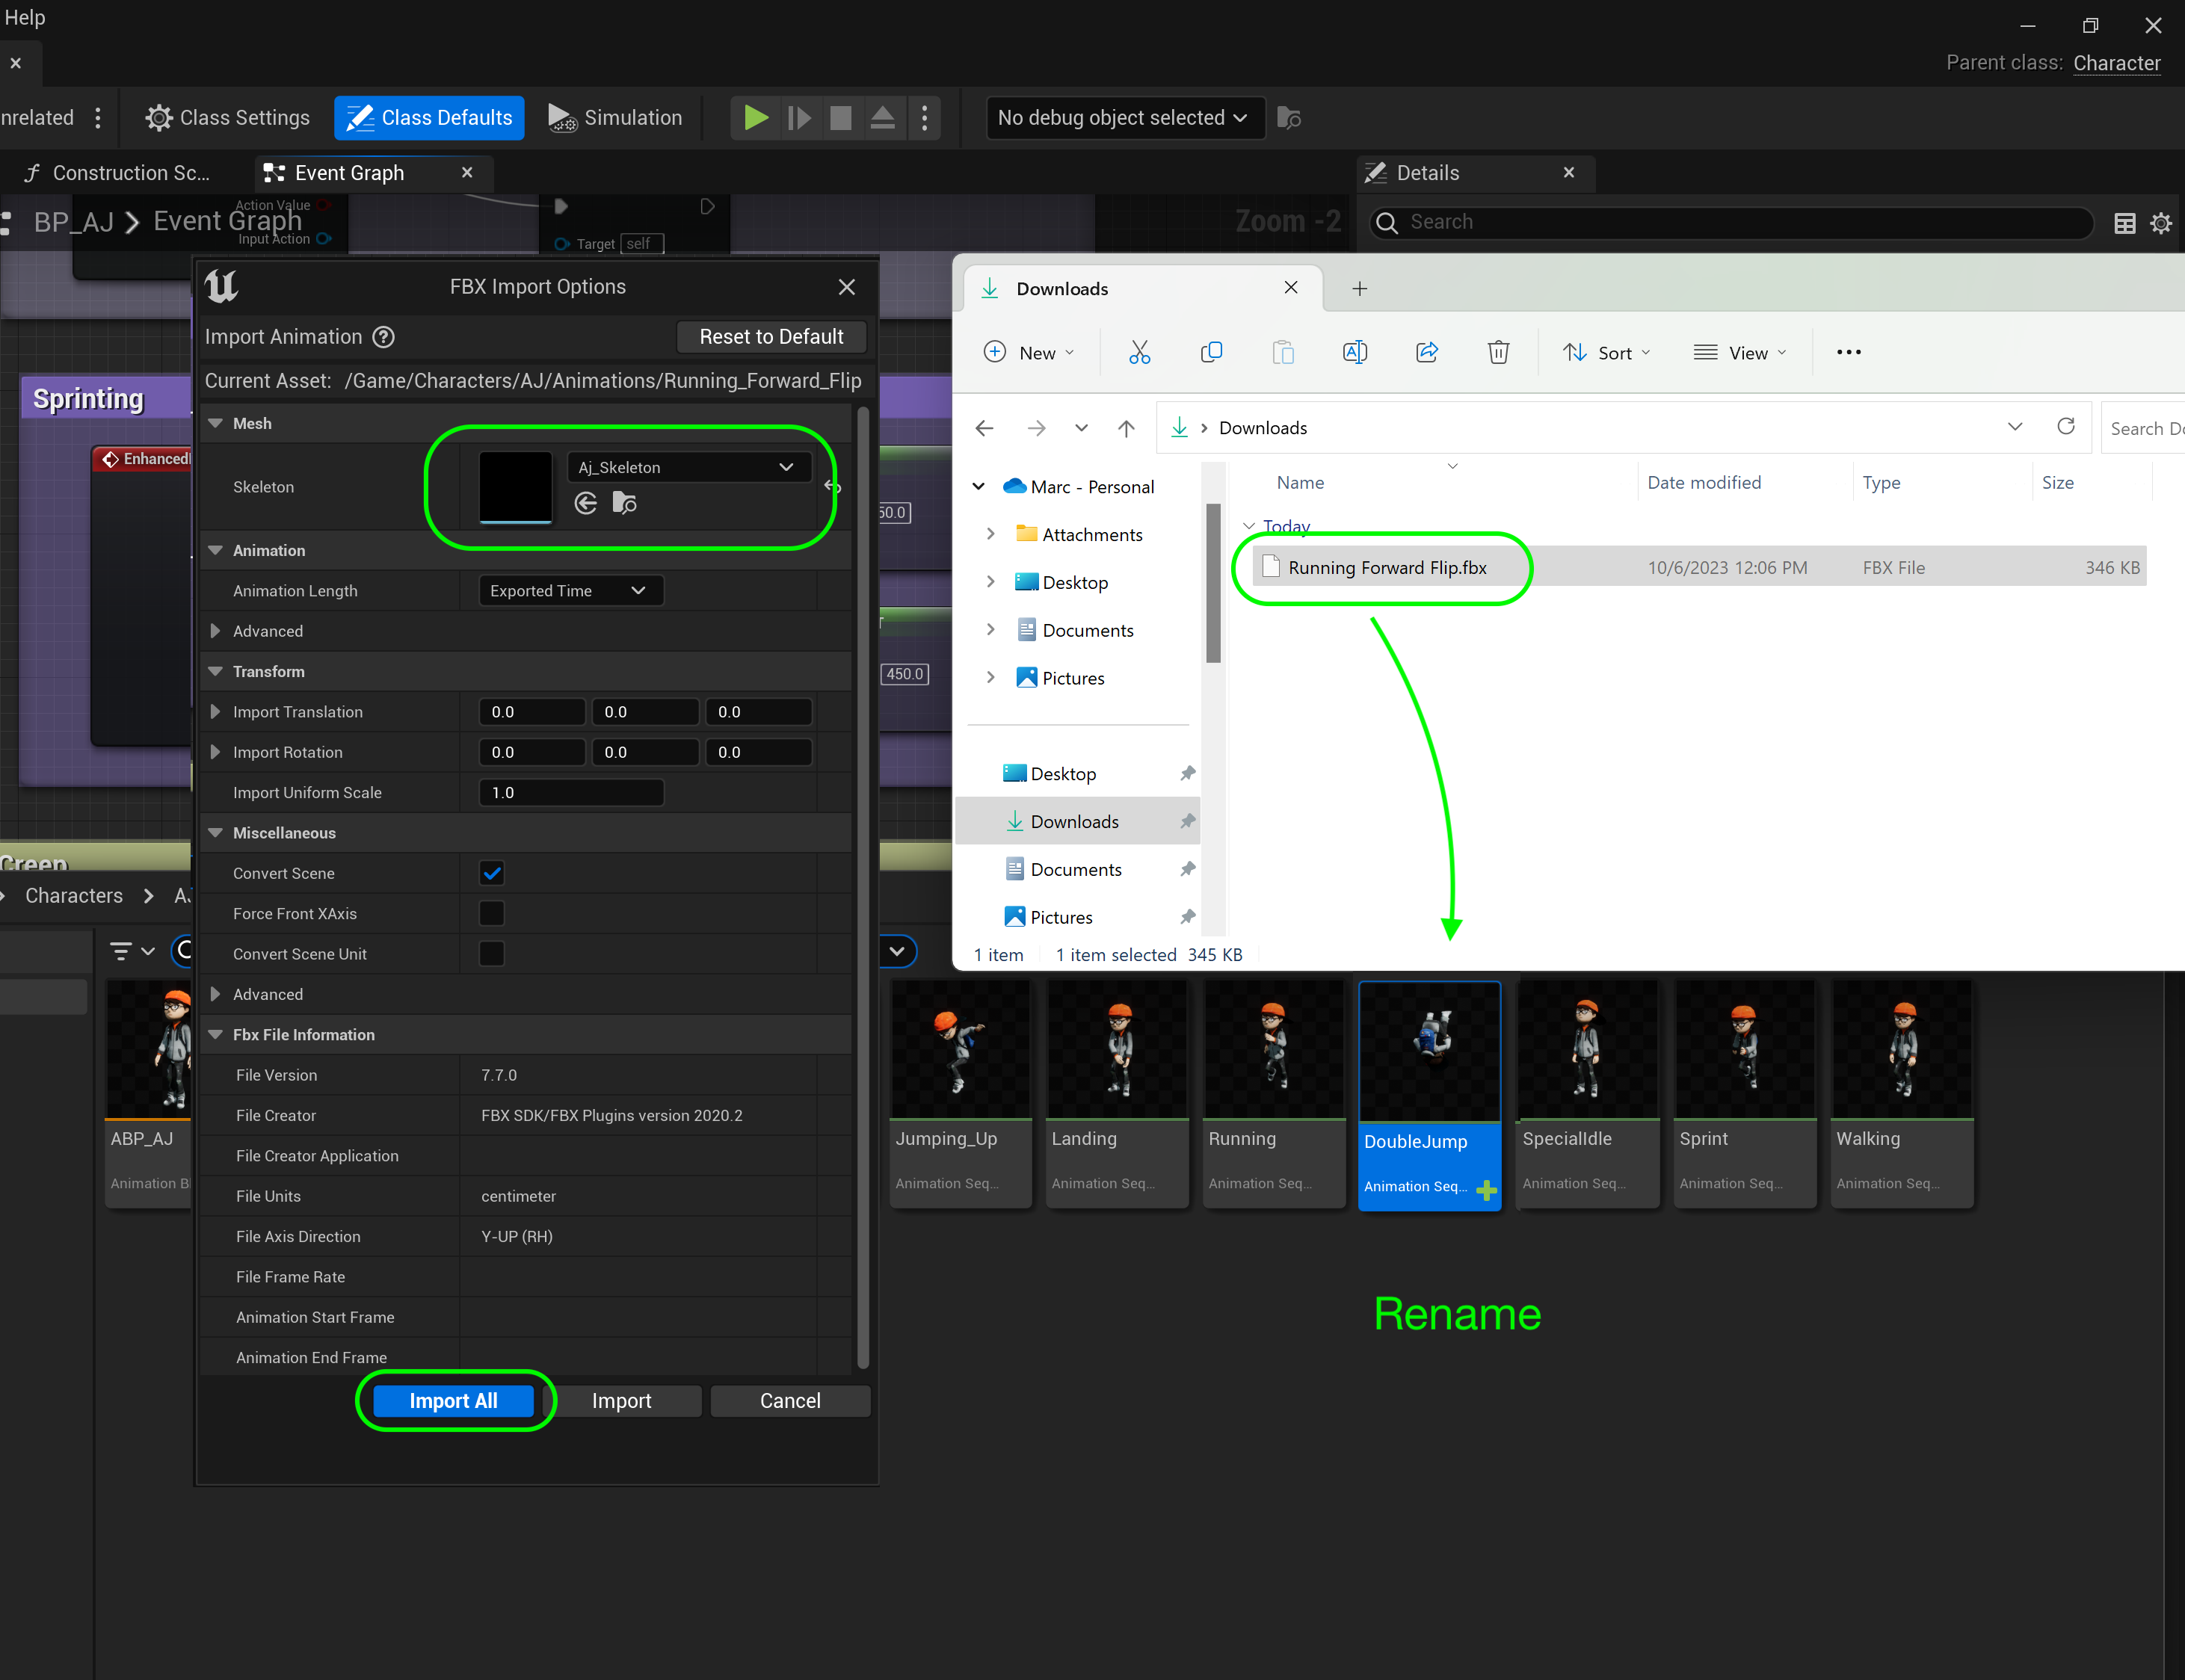 Help
Parent class: Character
nrelated
Class Settings
Class Defaults
Simulation
No debug object selected
Construction Sc...
Event Graph
Details
Action Value
BP_AJ > Event Graph
Input Action
Target self
Zoom -2
Search
FBX Import Options
Import Animation ?
Reset to Default
Current Asset: /Game/Characters/AJ/Animations/Running_Forward_Flip
Sprinting
EnhancedI
Mesh
Skeleton
Aj_Skeleton
50.0
Animation
Animation Length
Exported Time
Advanced
450.0
Transform
Import Translation
0.0 0.0 0.0
Import Rotation
0.0 0.0 0.0
Import Uniform Scale
1.0
Miscellaneous
Convert Scene
Force Front XAxis
Convert Scene Unit
Advanced
Fbx File Information
File Version
7.7.0
File Creator
FBX SDK/FBX Plugins version 2020.2
File Creator Application
File Units
centimeter
File Axis Direction
Y-UP (RH)
File Frame Rate
Animation Start Frame
Animation End Frame
Import All
Import
Cancel
Downloads
New
Sort
View
Downloads
Search Do
Name
Date modified
Type
Size
Marc - Personal
Attachments
Desktop
Documents
Pictures
Today
Running Forward Flip.fbx
10/6/2023 12:06 PM
FBX File
346 KB
Desktop
Downloads
Documents
Pictures
1 item
1 item selected 345 KB
Creep
Characters > AJ
ABP_AJ
Animation B
Jumping_Up
Animation Seq...
Landing
Animation Seq...
Running
Animation Seq...
DoubleJump
Animation Seq...
SpecialIdle
Animation Seq...
Sprint
Animation Seq...
Walking
Animation Seq...
Rename